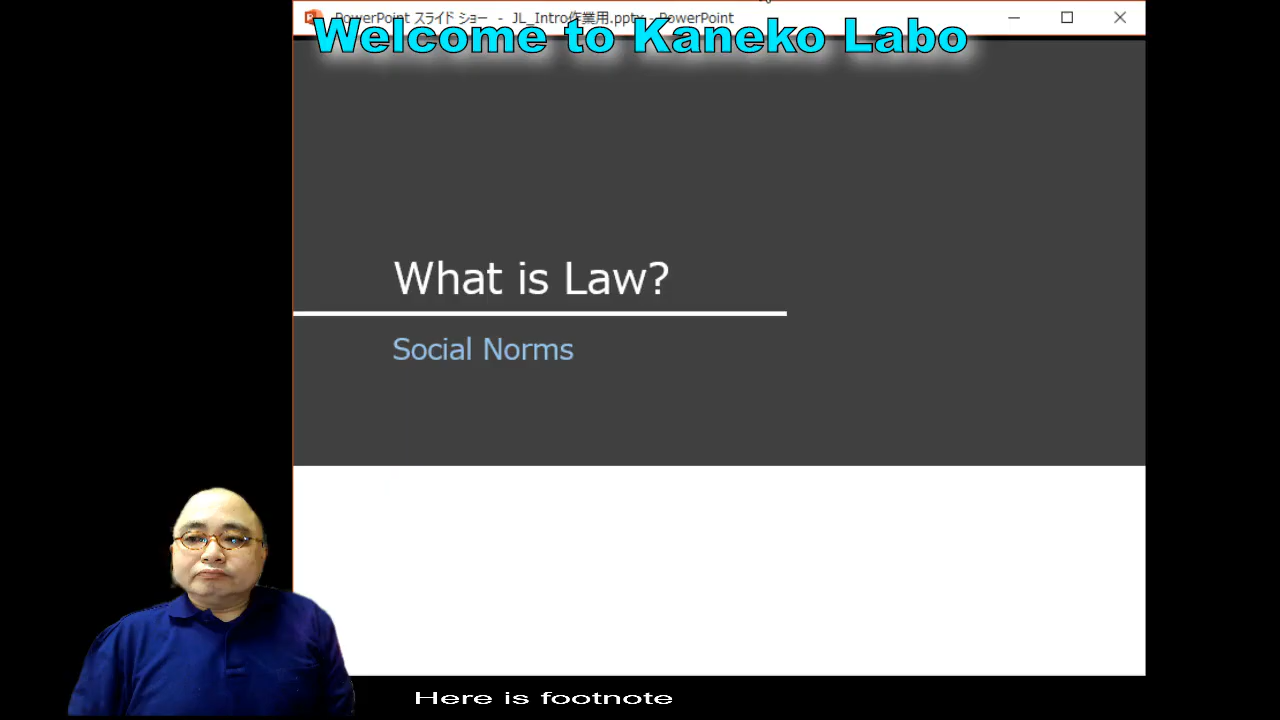 PowerPoint スライド ショー - JL_Intro作業用.pptx - PowerPoint
Welcome to Kaneko Labo
What is Law?
Social Norms
Here is footnote